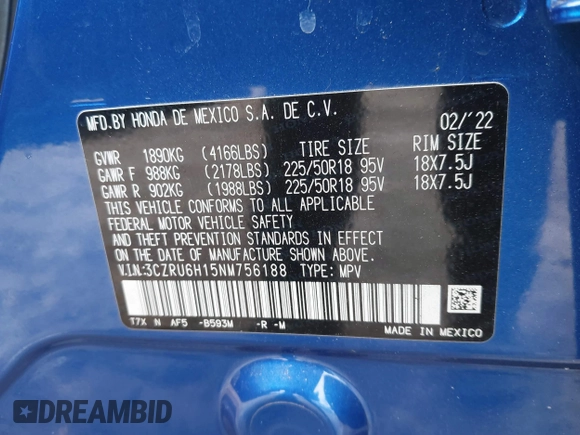 MFD.BY HONDA DE MEXICO S.A. DE C.V. 02/'22
GVWR 1890KG (4166LBS) TIRE SIZE RIM SIZE
GAWR F 988KG (2178LBS) 225/50R18 95V 18X7.5J
GAWR R 902KG (1988LBS) 225/50R18 95V 18X7.5J
THIS VEHICLE CONFORMS TO ALL APPLICABLE
FEDERAL MOTOR VEHICLE SAFETY
AND THEFT PREVENTION STANDARDS IN EFFECT
ON THE DATE OF MANUFACTURE SHOWN ABOVE.
V.I.N:3CZRU6H15NM756188 TYPE: MPV
T7X N AF5 -B593M -R -M MADE IN MEXICO
DREAMBID